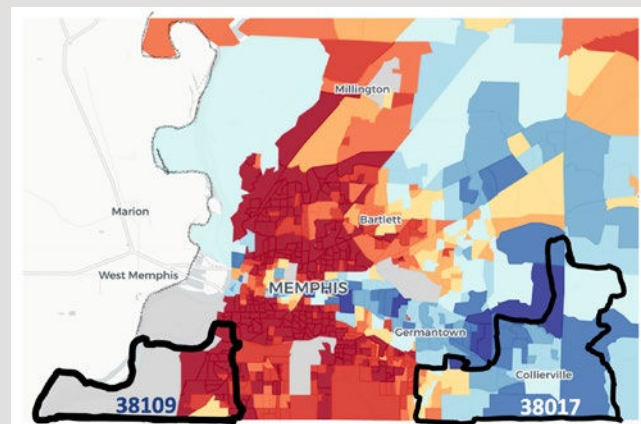 Millington
Marion
Bartlett
West Memphis
MEMPHIS
Germantown
Collierville
38109
38017